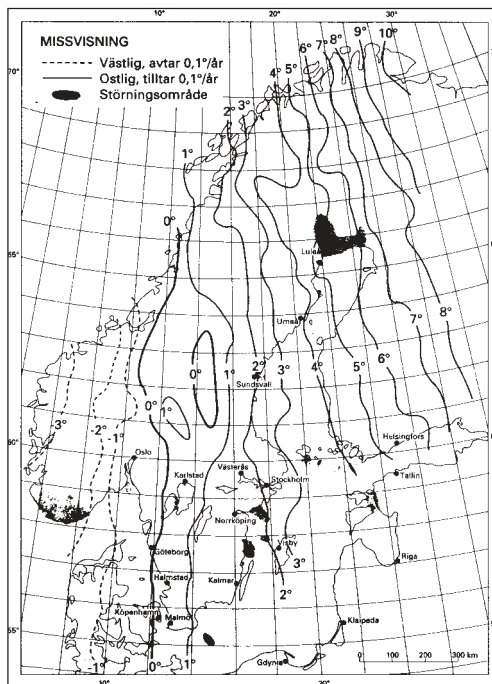 10°
20°
30°
MISSVISNING
Västlig, avtar 0,1°/år
Ostlig, tilltar 0,1°/år
Störningsområde
6° 7° 8° 9° 10°
4° 5°
70°
2° 3°
1°
0°
65°
Luleå
Umeå
8°
7°
6°
5°
4°
3°
2°
Sundsvall
0° 1°
0°
1°
3°
2°
1°
60°
Oslo
Karlstad
Västerås
Stockholm
Helsingfors
Tallin
Norrköping
Göteborg
Visby
Riga
Halmstad
Kalmar
3°
2°
Köpenhamn
Malmö
Klaipeda
55°
Gdynia
1° 0° 1°
0 100 200 300 km
10°
20°